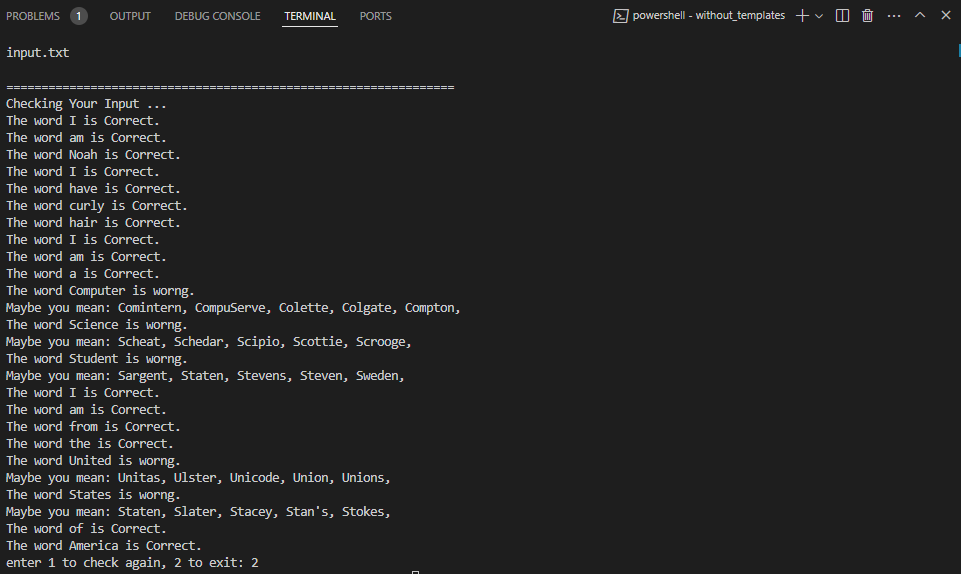 PROBLEMS 1 OUTPUT DEBUG CONSOLE TERMINAL PORTS powershell - without_templates
input.txt
================================================================
Checking Your Input ...
The word I is Correct.
The word am is Correct.
The word Noah is Correct.
The word I is Correct.
The word have is Correct.
The word curly is Correct.
The word hair is Correct.
The word I is Correct.
The word am is Correct.
The word a is Correct.
The word Computer is worng.
Maybe you mean: Comintern, CompuServe, Colette, Colgate, Compton,
The word Science is worng.
Maybe you mean: Scheat, Schedar, Scipio, Scottie, Scrooge,
The word Student is worng.
Maybe you mean: Sargent, Staten, Stevens, Steven, Sweden,
The word I is Correct.
The word am is Correct.
The word from is Correct.
The word the is Correct.
The word United is worng.
Maybe you mean: Unitas, Ulster, Unicode, Union, Unions,
The word States is worng.
Maybe you mean: Staten, Slater, Stacey, Stan's, Stokes,
The word of is Correct.
The word America is Correct.
enter 1 to check again, 2 to exit: 2